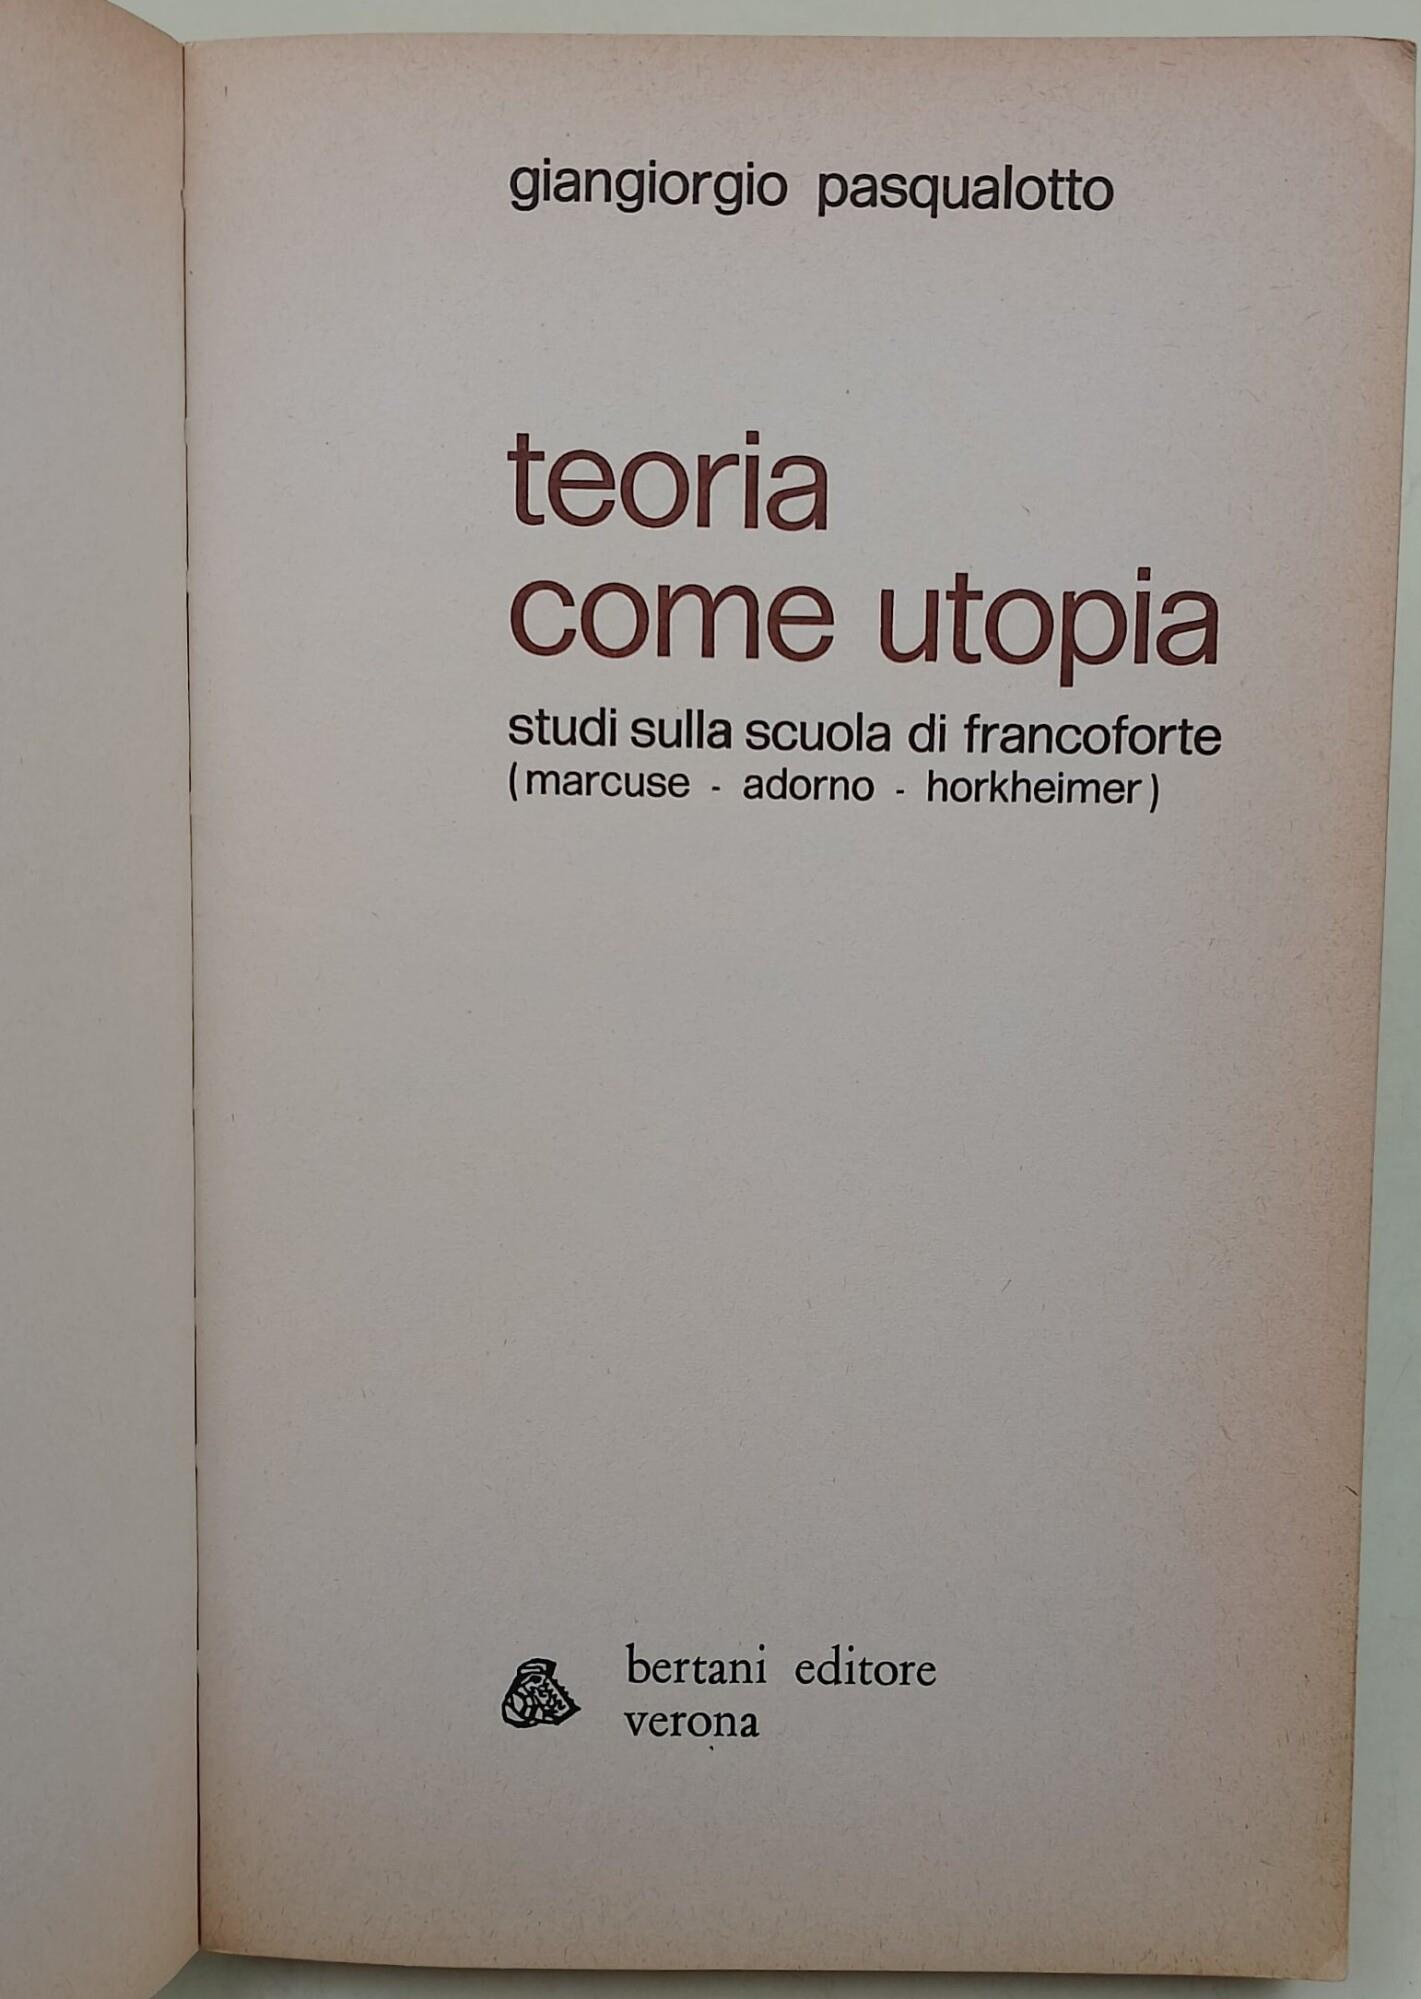 giangiorgio pasqualotto
teoria
come utopia
studi sulla scuola di francoforte
(marcuse - adorno - horkheimer)
bertani editore
verona